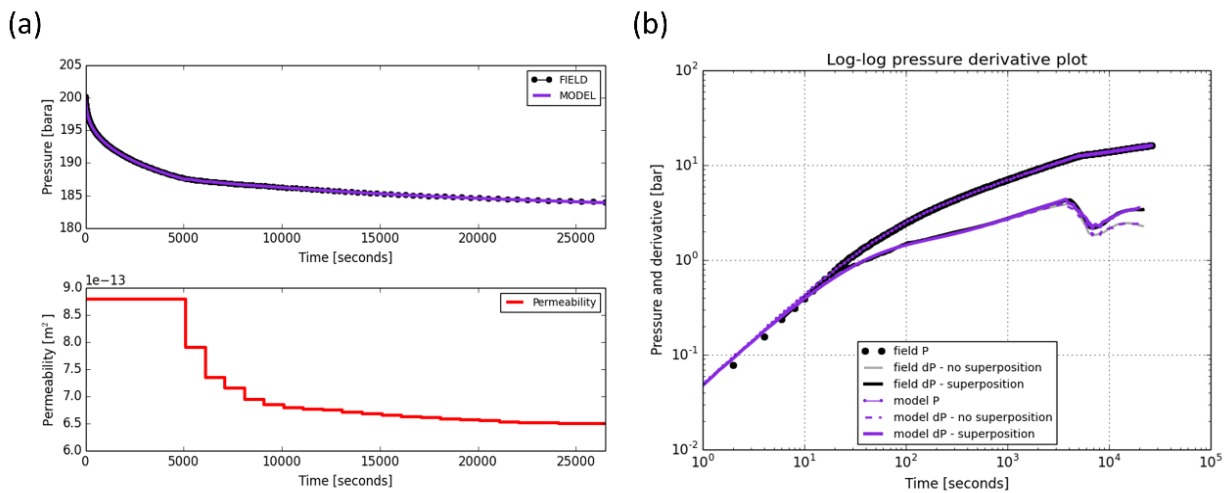 (a)
205
200
195
190
185
180
Pressure [bara]
FIELD
MODEL
0
5000
10000
15000
20000
25000
Time [seconds]
1e−13
9.0
8.5
8.0
7.5
7.0
6.5
6.0
Permeability [m² ]
Permeability
0
5000
10000
15000
20000
25000
Time [seconds]
(b)
Log-log pressure derivative plot
10²
10¹
10⁰
10⁻¹
10⁻²
Pressure and derivative [bar]
field P
field dP - no superposition
field dP - superposition
model P
model dP - no superposition
model dP - superposition
10⁰
10¹
10²
10³
10⁴
10⁵
Time [seconds]